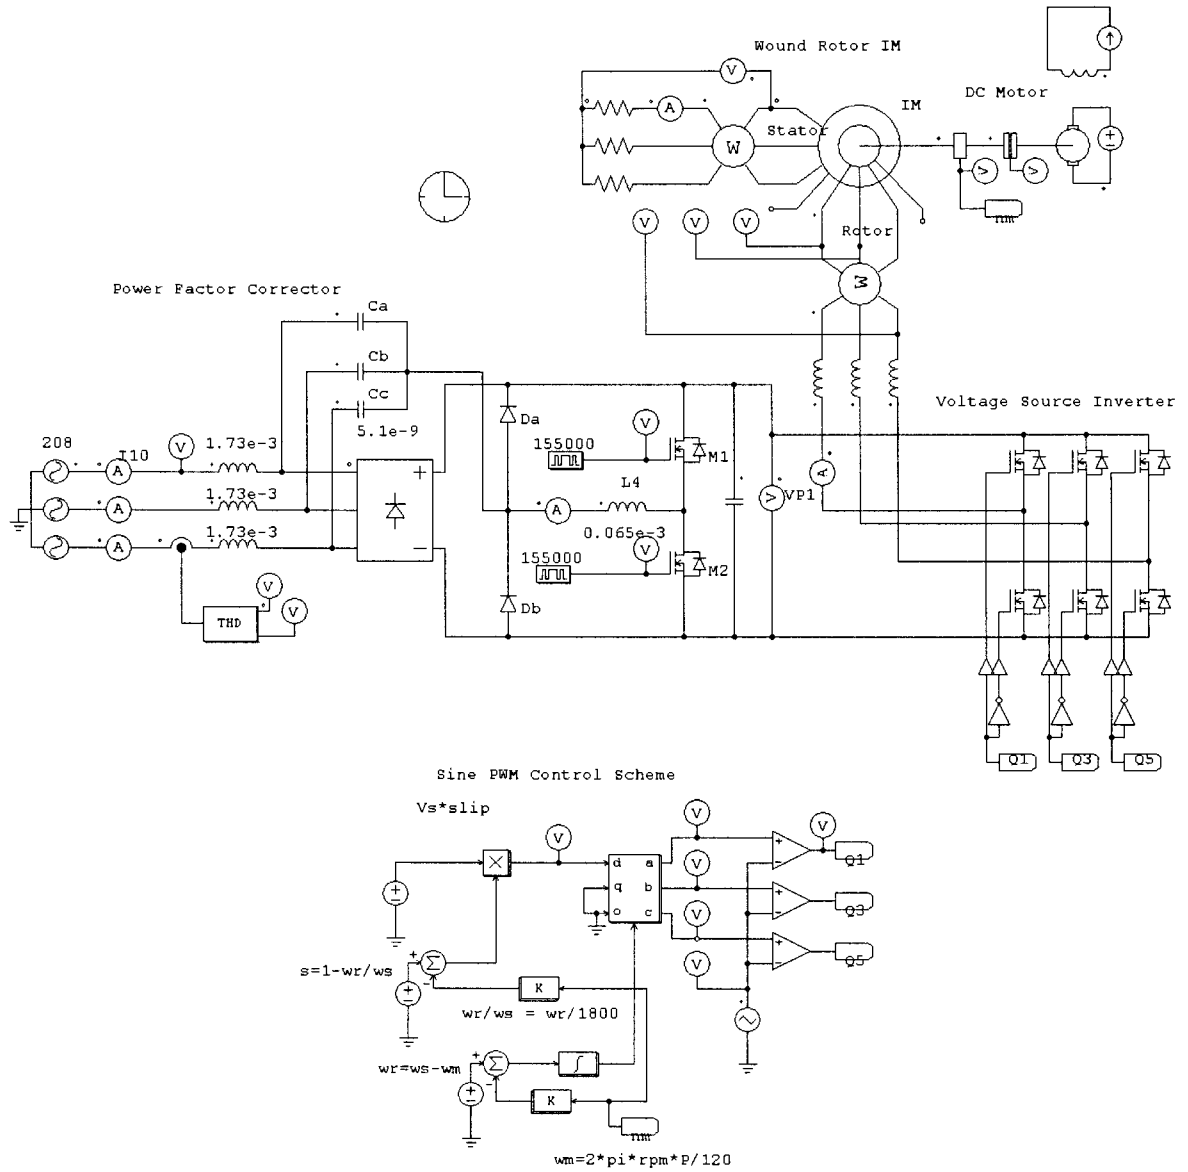 Wound Rotor IM
V
IM
DC Motor
A
Stator
W
V
V
nm
V
V
V
Rotor
W
Power Factor Corrector
Ca
Cb
Cc
5.1e-9
Voltage Source Inverter
208
I10
V
1.73e-3
A
1.73e-3
A
1.73e-3
A
Da
155000
V
M1
L4
A
0.065e-3
V
VP1
A
V
155000
M2
Db
THD
V
V
Q1
Q3
Q5
Sine PWM Control Scheme
Vs*slip
V
V
V
d a
q b
o c
V
V
V
Q1
Q3
Q5
s=1-wr/ws
Σ
K
wr/ws = wr/1800
wr=ws-wm
Σ
∫
K
nm
wm=2*pi*rpm*P/120